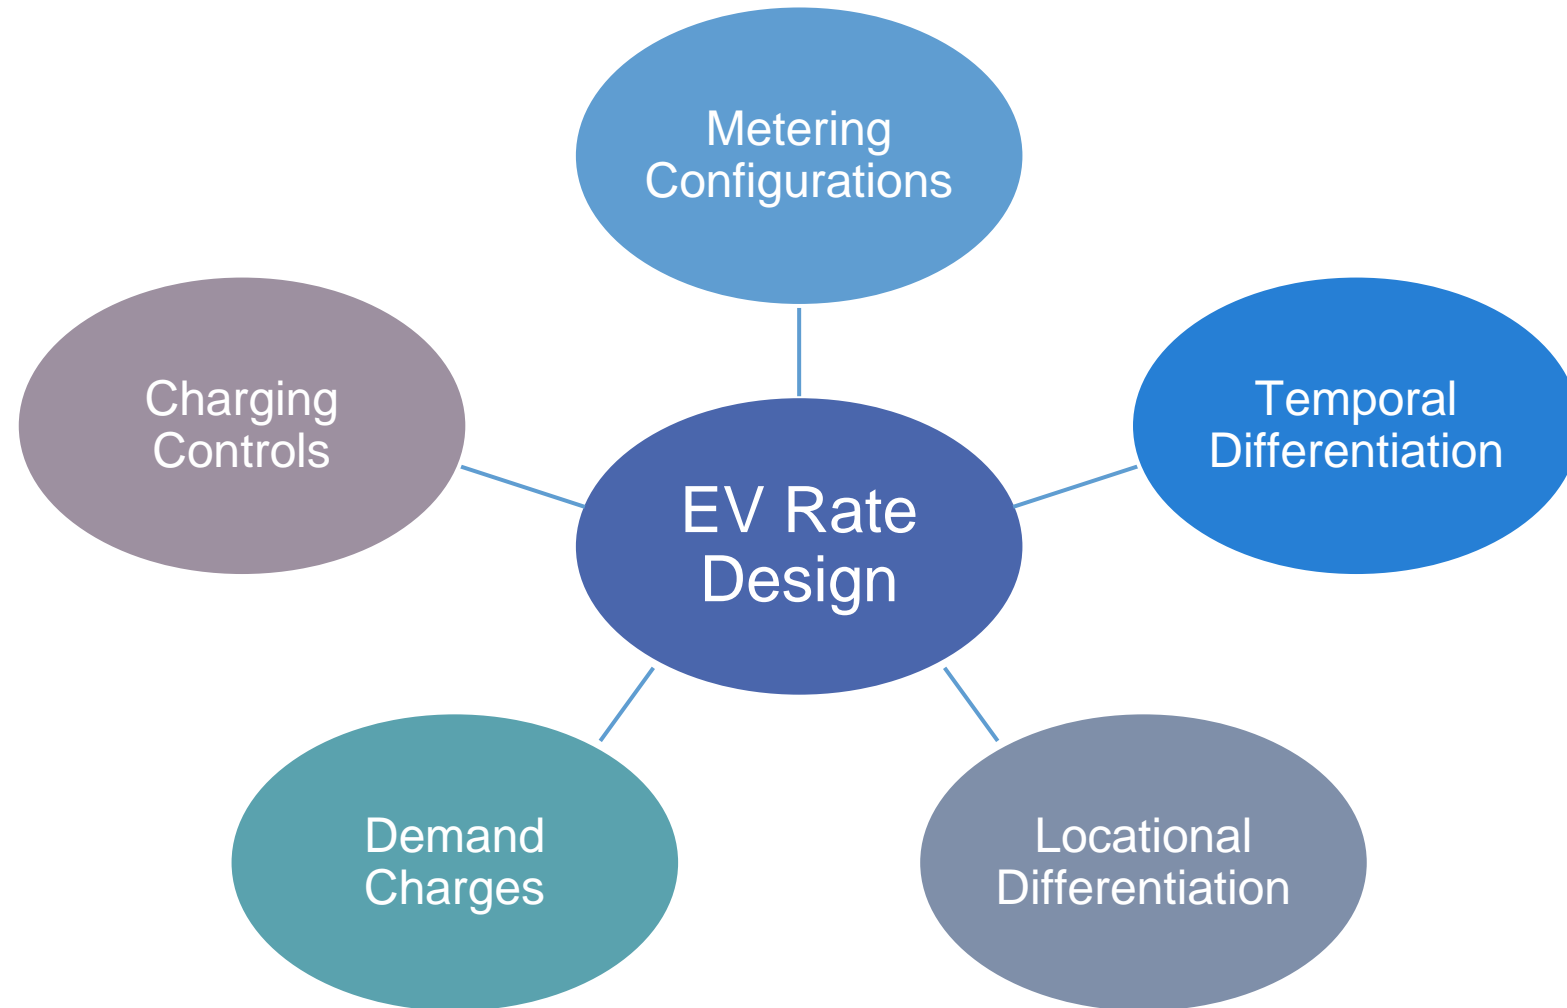 Metering
Configurations
Charging
Controls
Temporal
Differentiation
EV Rate
Design
Demand
Charges
Locational
Differentiation